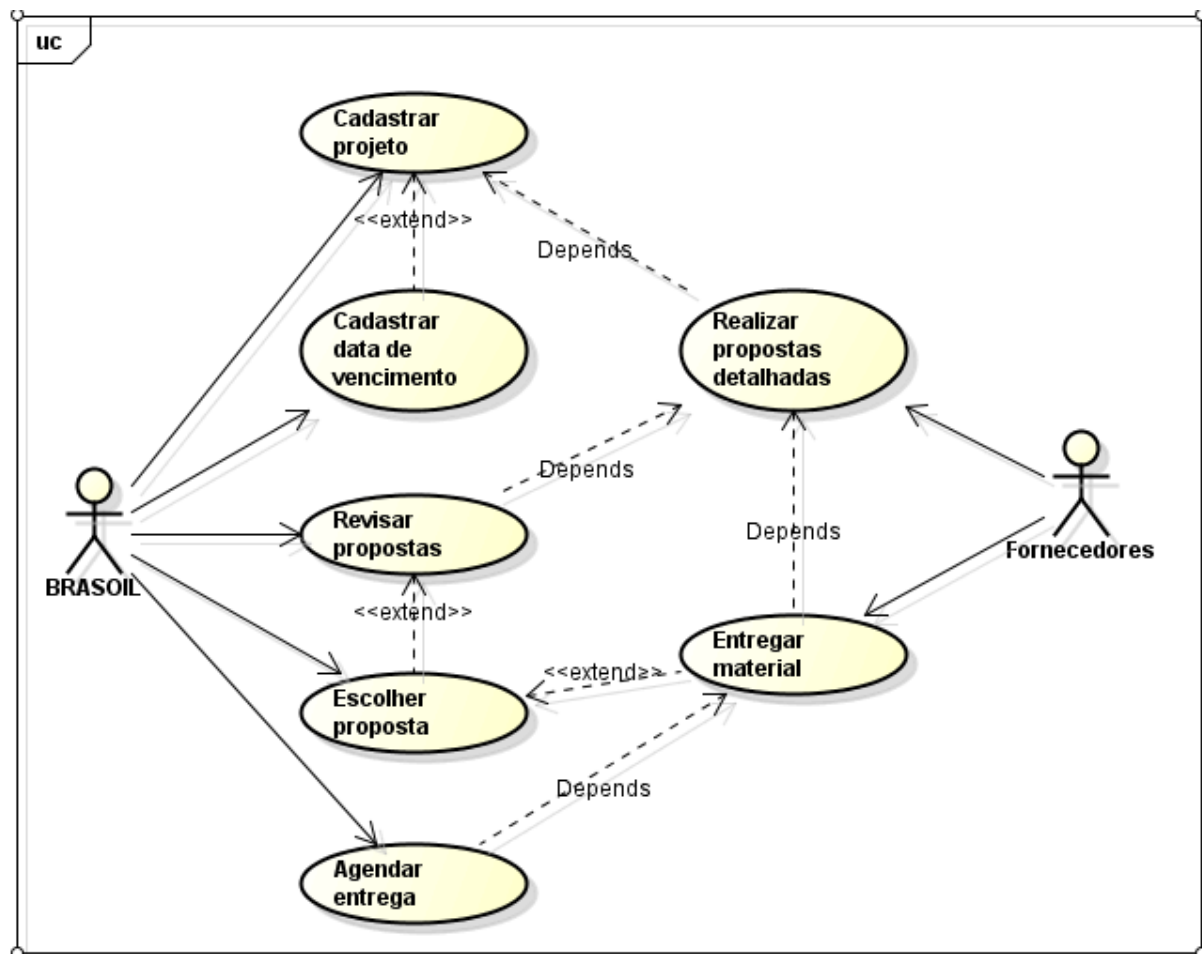 uc
Cadastrar
projeto
<<extend>>
Depends
Cadastrar
data de
vencimento
Realizar
propostas
detalhadas
Depends
Revisar
propostas
Depends
BRASOIL
Fornecedores
<<extend>>
Entregar
material
<<extend>>
Escolher
proposta
Depends
Agendar
entrega